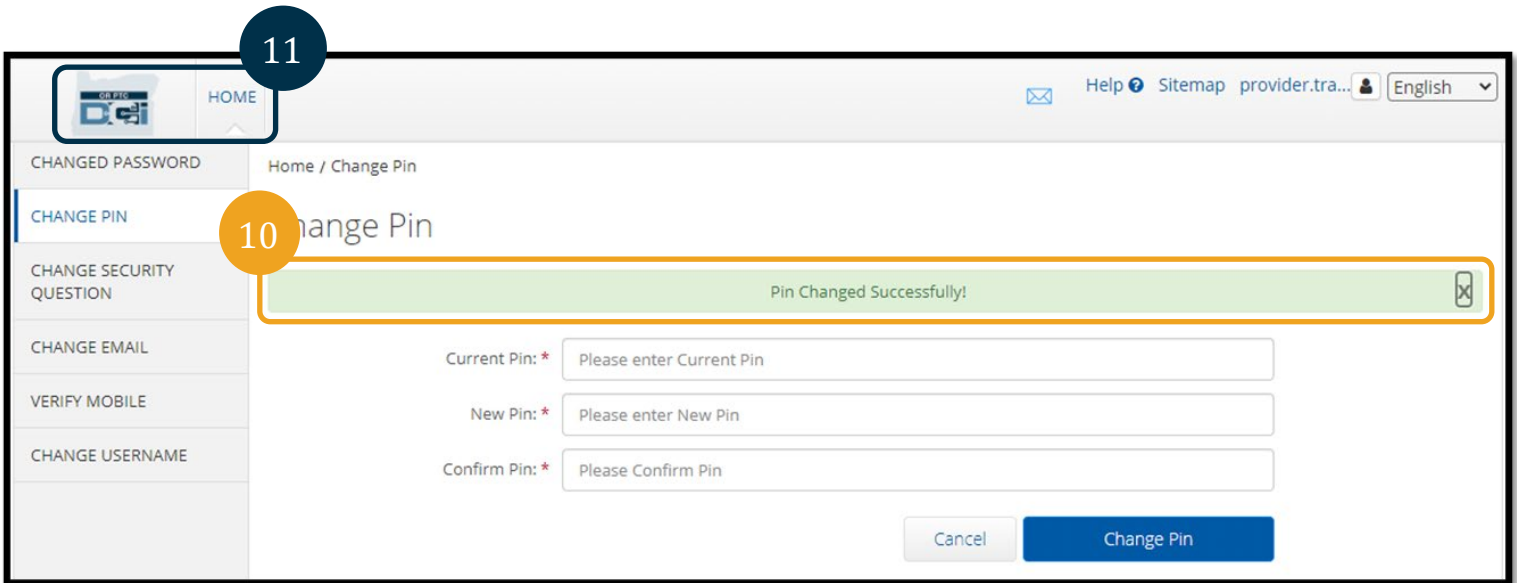 11
OR PTC
DCI
HOME
Help ? Sitemap provider.tra... English
CHANGED PASSWORD
CHANGE PIN
CHANGE SECURITY
QUESTION
CHANGE EMAIL
VERIFY MOBILE
CHANGE USERNAME
Home / Change Pin
10
hange Pin
Pin Changed Successfully!
X
Current Pin: * Please enter Current Pin
New Pin: * Please enter New Pin
Confirm Pin: * Please Confirm Pin
Cancel
Change Pin